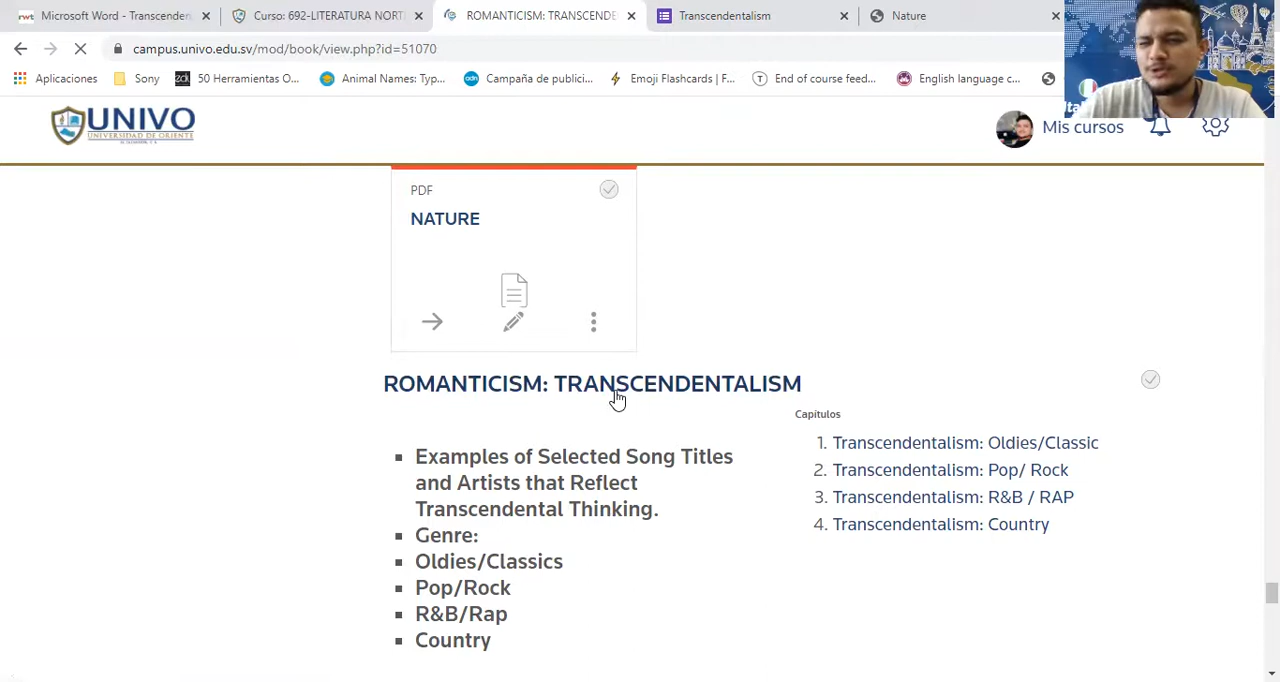 Microsoft Word - Transcenden
Curso: 692-LITERATURA NORT
ROMANTICISM: TRANSCENDE
Transcendentalism
Nature
campus.univo.edu.sv/mod/book/view.php?id=51070
Aplicaciones
Sony
50 Herramientas O...
Animal Names: Typ...
Campaña de publici...
Emoji Flashcards | F...
End of course feed...
English language c...
UNIVO
UNIVERSIDAD DE ORIENTE
Mis cursos
PDF
NATURE
ROMANTICISM: TRANSCENDENTALISM
Capítulos
1. Transcendentalism: Oldies/Classic
2. Transcendentalism: Pop/ Rock
3. Transcendentalism: R&B / RAP
4. Transcendentalism: Country
Examples of Selected Song Titles
and Artists that Reflect
Transcendental Thinking.
Genre:
Oldies/Classics
Pop/Rock
R&B/Rap
Country